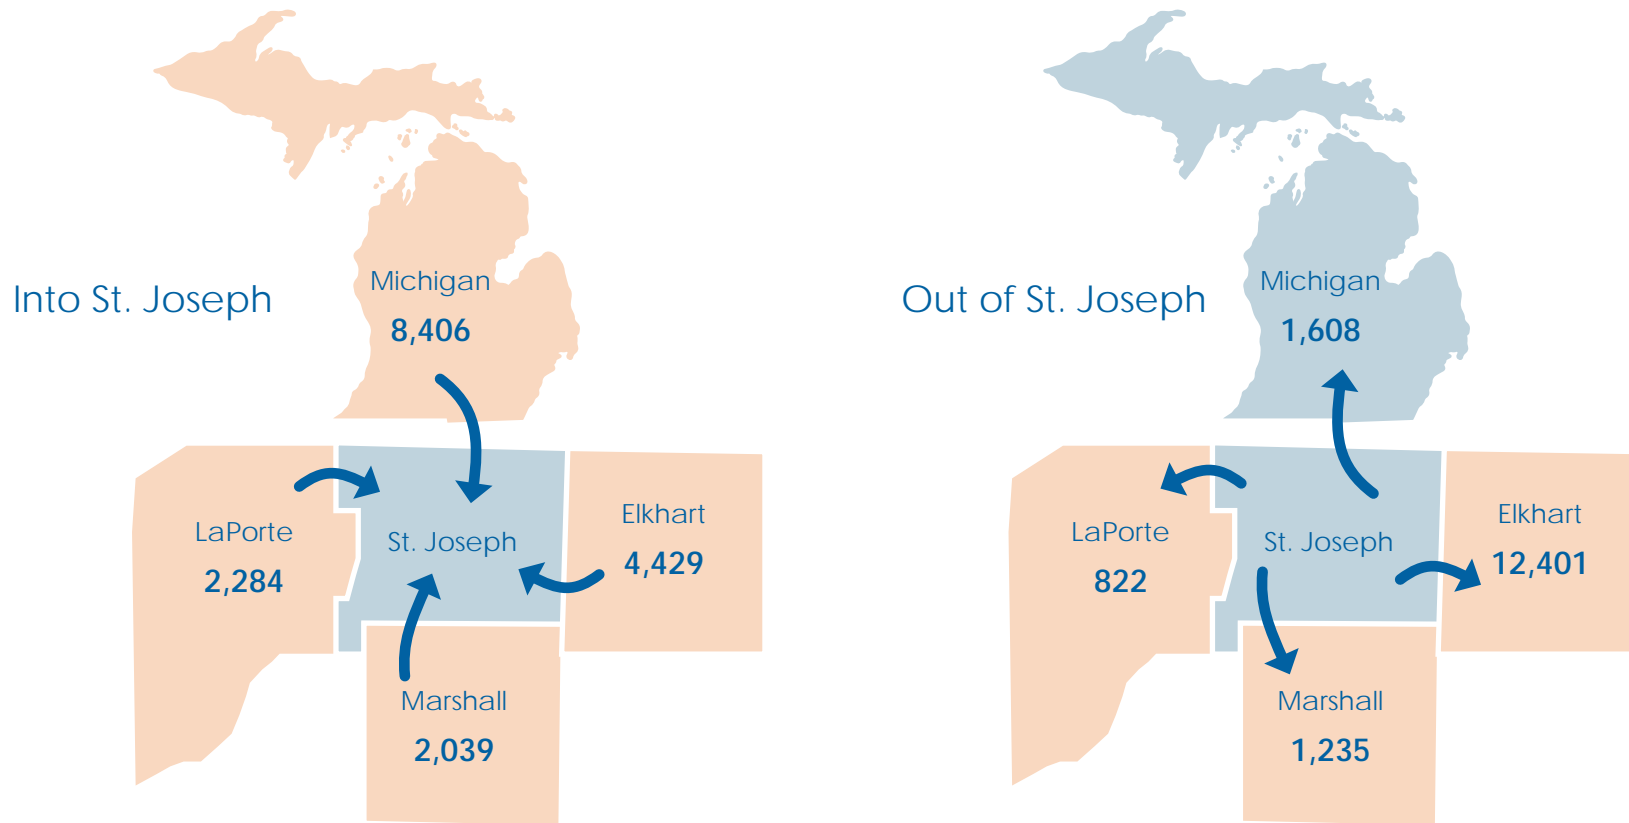 Into St. Joseph
Michigan
8,406
LaPorte
2,284
St. Joseph
Elkhart
4,429
Marshall
2,039
Out of St. Joseph
Michigan
1,608
LaPorte
822
St. Joseph
Elkhart
12,401
Marshall
1,235